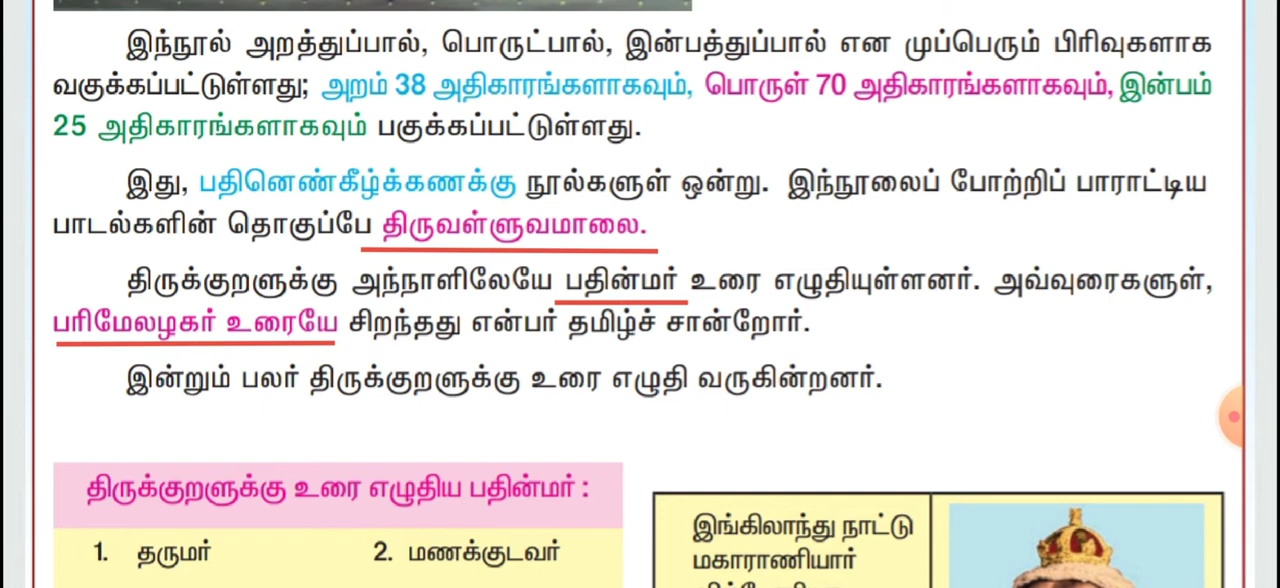 இந்நூல் அறத்துப்பால், பொருட்பால், இன்பத்துப்பால் என முப்பெரும் பிரிவுகளாக
வகுக்கப்பட்டுள்ளது; அறம் 38 அதிகாரங்களாகவும், பொருள் 70 அதிகாரங்களாகவும், இன்பம்
25 அதிகாரங்களாகவும் பகுக்கப்பட்டுள்ளது.
இது, பதினெண்கீழ்க்கணக்கு நூல்களுள் ஒன்று. இந்நூலைப் போற்றிப் பாராட்டிய
பாடல்களின் தொகுப்பே திருவள்ளுவமாலை.
திருக்குறளுக்கு அந்நாளிலேயே பதின்மர் உரை எழுதியுள்ளனர். அவ்வுரைகளுள்,
பரிமேலழகர் உரையே சிறந்தது என்பர் தமிழ்ச் சான்றோர்.
இன்றும் பலர் திருக்குறளுக்கு உரை எழுதி வருகின்றனர்.
திருக்குறளுக்கு உரை எழுதிய பதின்மர் :
1. தருமர் 2. மணக்குடவர்
இங்கிலாந்து நாட்டு
மகாராணியார்